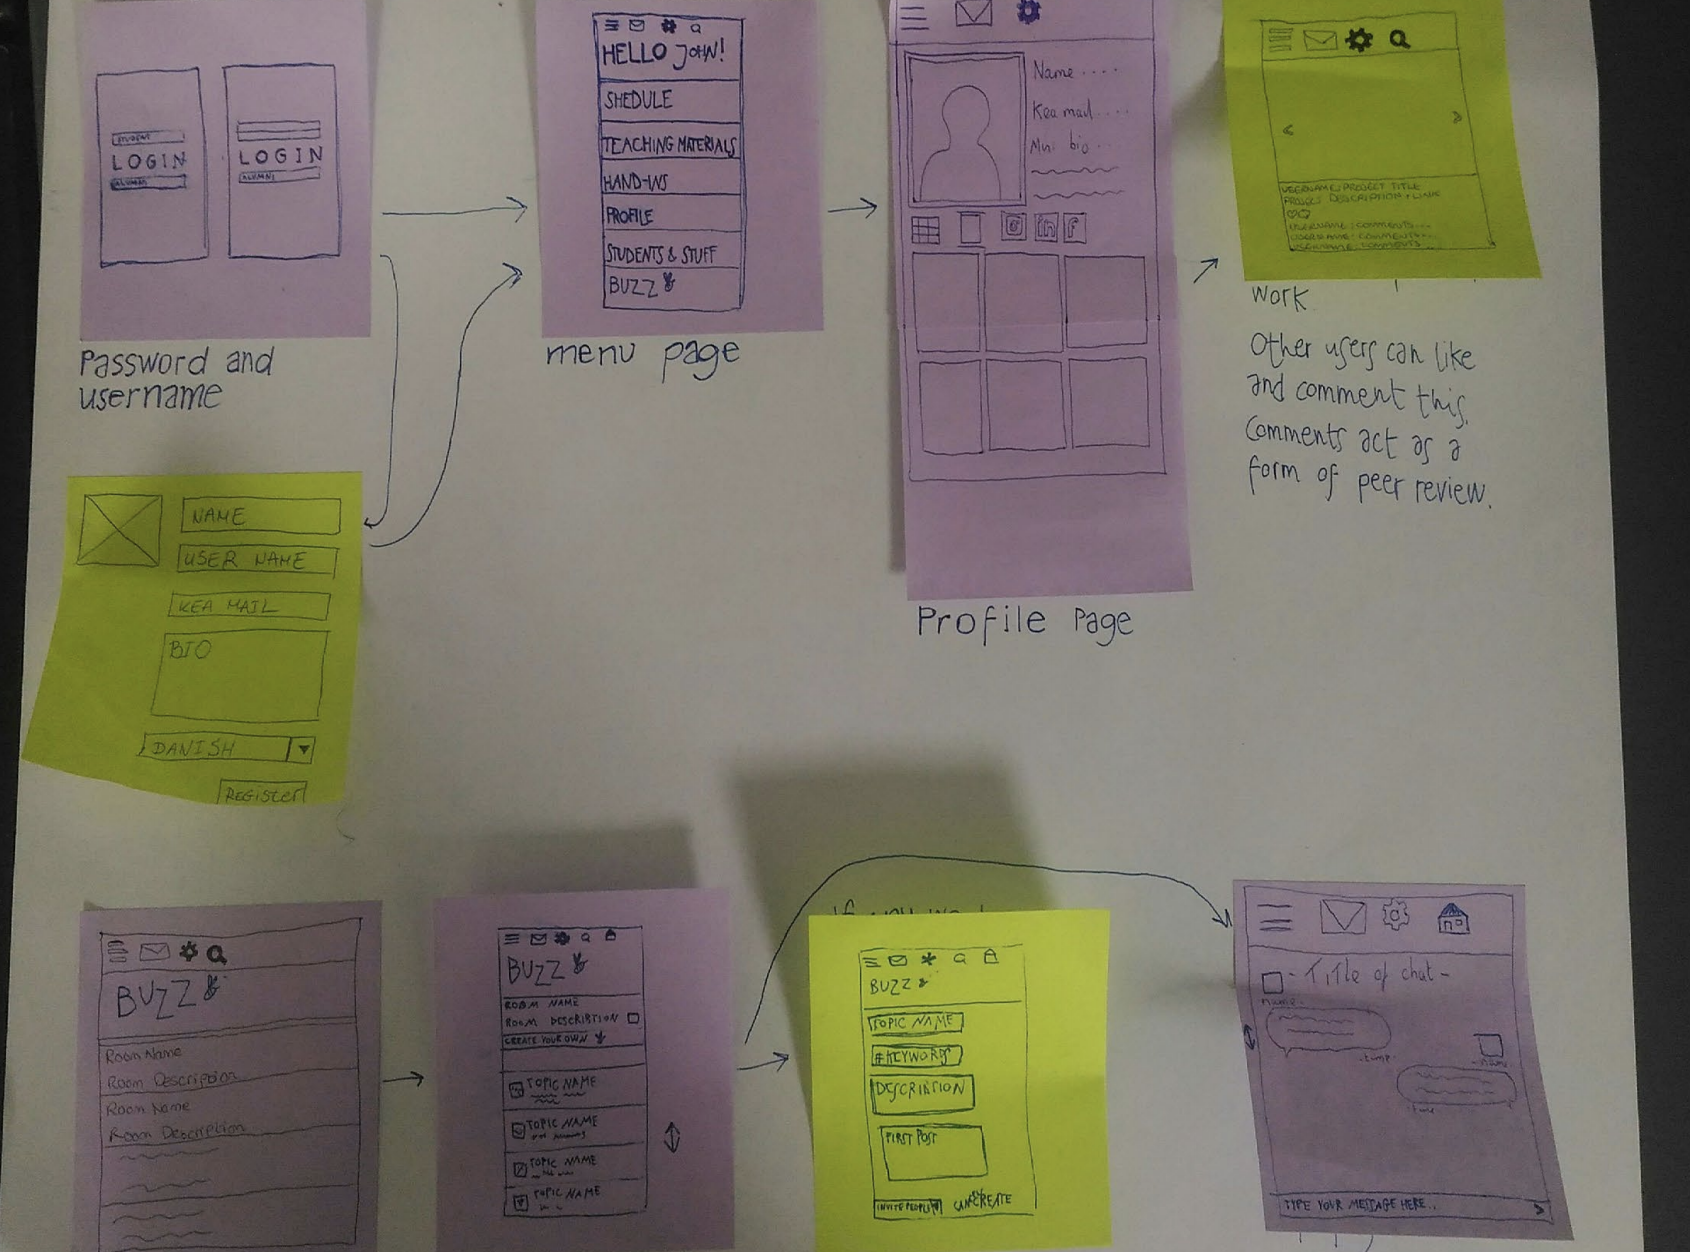 STUDENT
LOGIN
ALUMNI
LOGIN
ALUMNI
Password and
username
HELLO JOHN!
SHEDULE
TEACHING MATERIALS
HAND-INS
PROFILE
STUDENTS & STUFF
BUZZ
menu page
Name ....
Kea mail ....
Mini bio ..
in f
Profile Page
USERNAME: PROJECT TITLE
PROJECT DESCRIPTION + LINK
USERNAME: COMMENTS...
USERNAME: COMMENTS...
USERNAME: COMMENTS...
work
Other users can like
and comment this.
Comments act as a
form of peer review.
NAME
USER NAME
KEA MAIL
BIO
DANISH
REGISTER
BUZZ
Room Name
Room Description
Room Name
Room Description
BUZZ
ROOM NAME
ROOM DESCRIPTION
CREATE YOUR OWN
TOPIC NAME
TOPIC NAME
TOPIC NAME
TOPIC NAME
If
BUZZ
TOPIC NAME
#KEYWORDS
DESCRIPTION
FIRST POST
INVITE PEOPLE CREATE
- Title of chat -
name
time
name
time
TYPE YOUR MESSAGE HERE..